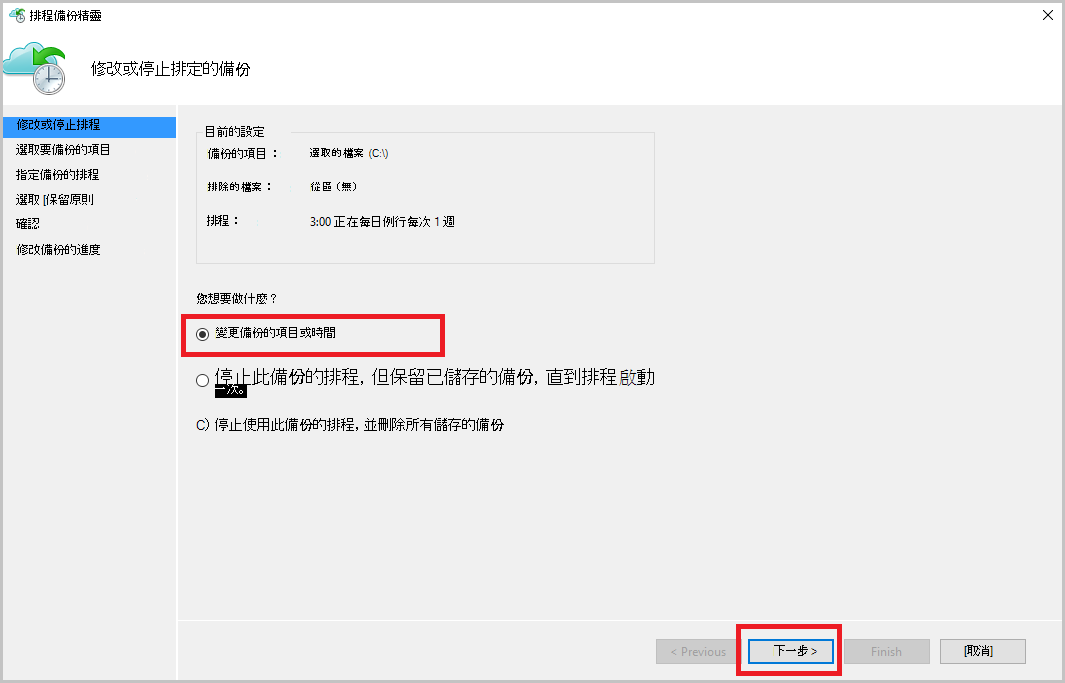 排程備份精靈
修改或停止排定的備份
修改或停止排程
選取要備份的項目
指定備份的排程
選取 [保留原則
確認
修改備份的進度
目前的設定
備份的項目： 選取的檔案 (C:\)
排除的檔案： 從區 (無)
排程： 3:00 正在每日例行每次 1 週
您想要做什麼？
變更備份的項目或時間
停止此備份的排程，但保留已儲存的備份，直到排程啟動
一次。
C) 停止使用此備份的排程，並刪除所有儲存的備份
< Previous 下一步 > Finish [取消]